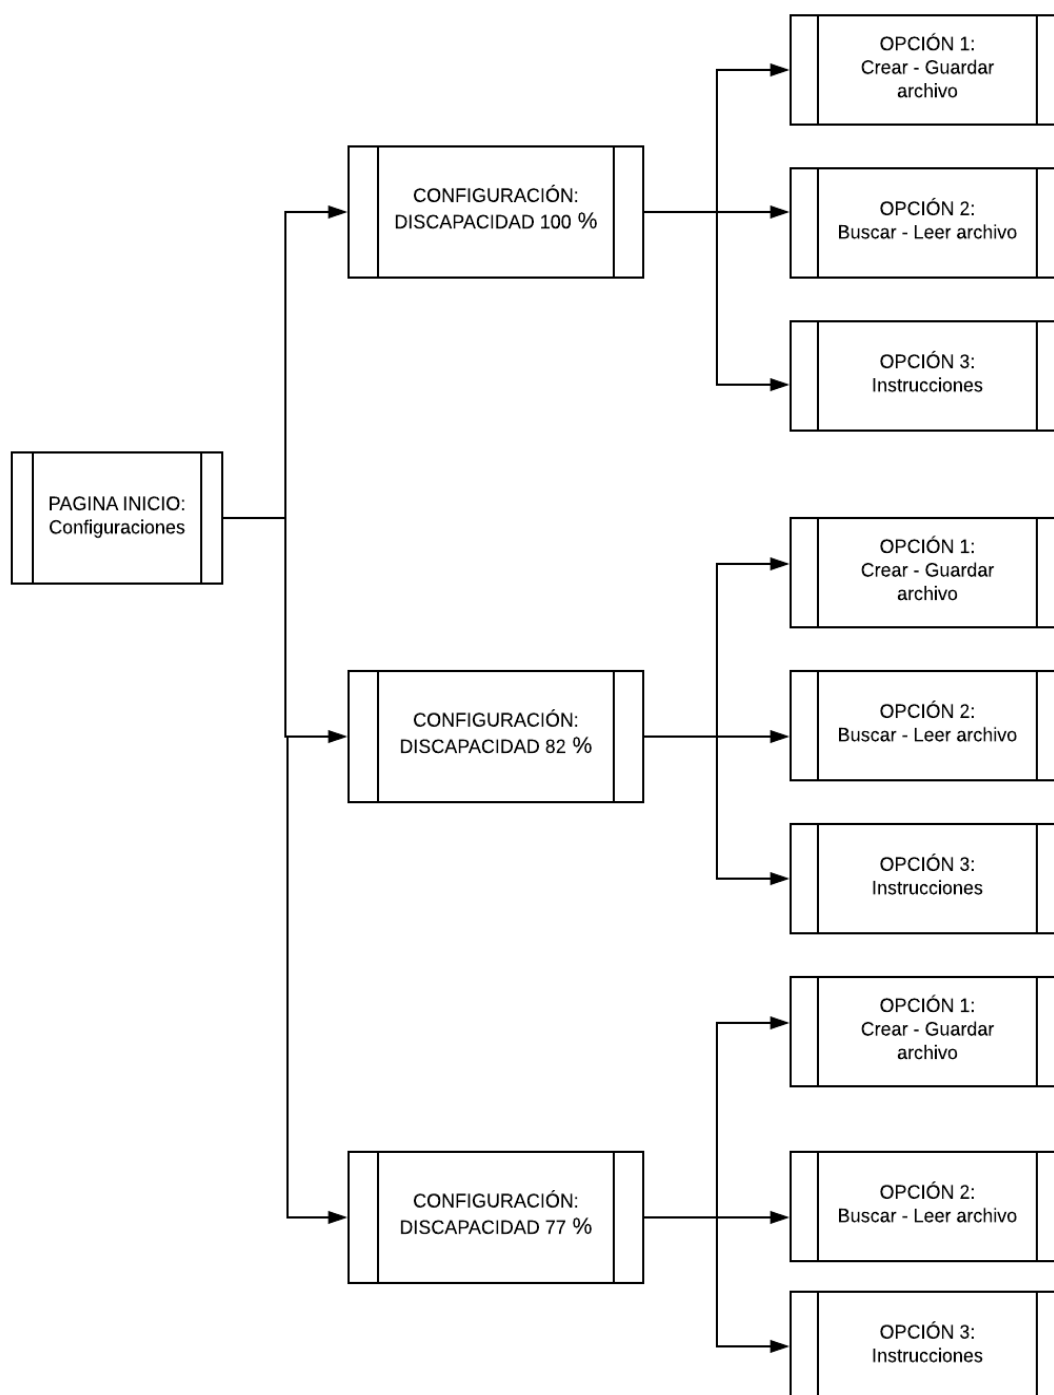 OPCIÓN 1:
Crear - Guardar
archivo
CONFIGURACIÓN:
DISCAPACIDAD 100 %
OPCIÓN 2:
Buscar - Leer archivo
OPCIÓN 3:
Instrucciones
PAGINA INICIO:
Configuraciones
OPCIÓN 1:
Crear - Guardar
archivo
CONFIGURACIÓN:
DISCAPACIDAD 82 %
OPCIÓN 2:
Buscar - Leer archivo
OPCIÓN 3:
Instrucciones
OPCIÓN 1:
Crear - Guardar
archivo
CONFIGURACIÓN:
DISCAPACIDAD 77 %
OPCIÓN 2:
Buscar - Leer archivo
OPCIÓN 3:
Instrucciones